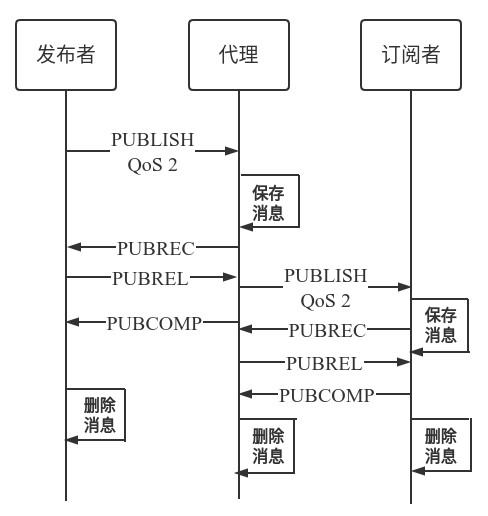 发布者
代理
订阅者
PUBLISH
QoS 2
保存
消息
PUBREC
PUBREL
PUBLISH
QoS 2
保存
消息
PUBCOMP
PUBREC
PUBREL
PUBCOMP
删除
消息
删除
消息
删除
消息